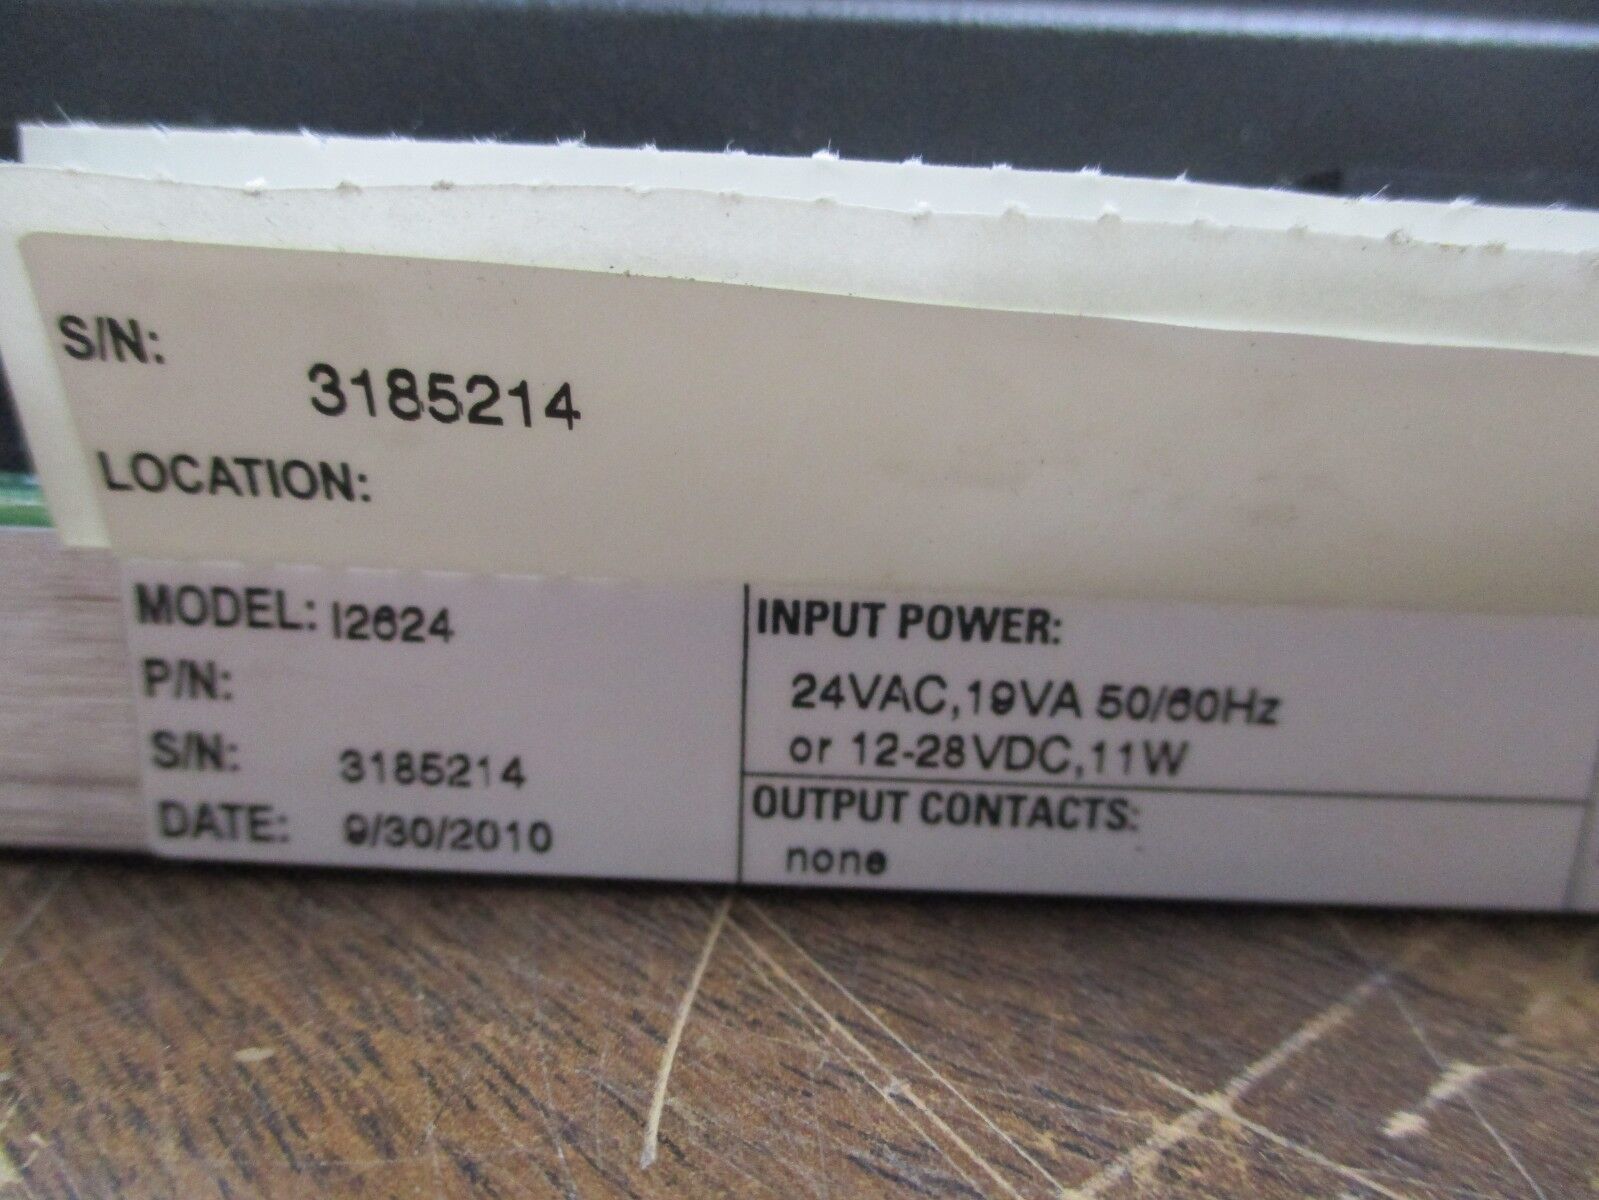 S/N:
3185214
LOCATION:
MODEL: I2624
P/N:
S/N: 3185214
DATE: 9/30/2010
INPUT POWER:
24VAC,19VA 50/60Hz
or 12-28VDC,11W
OUTPUT CONTACTS:
none